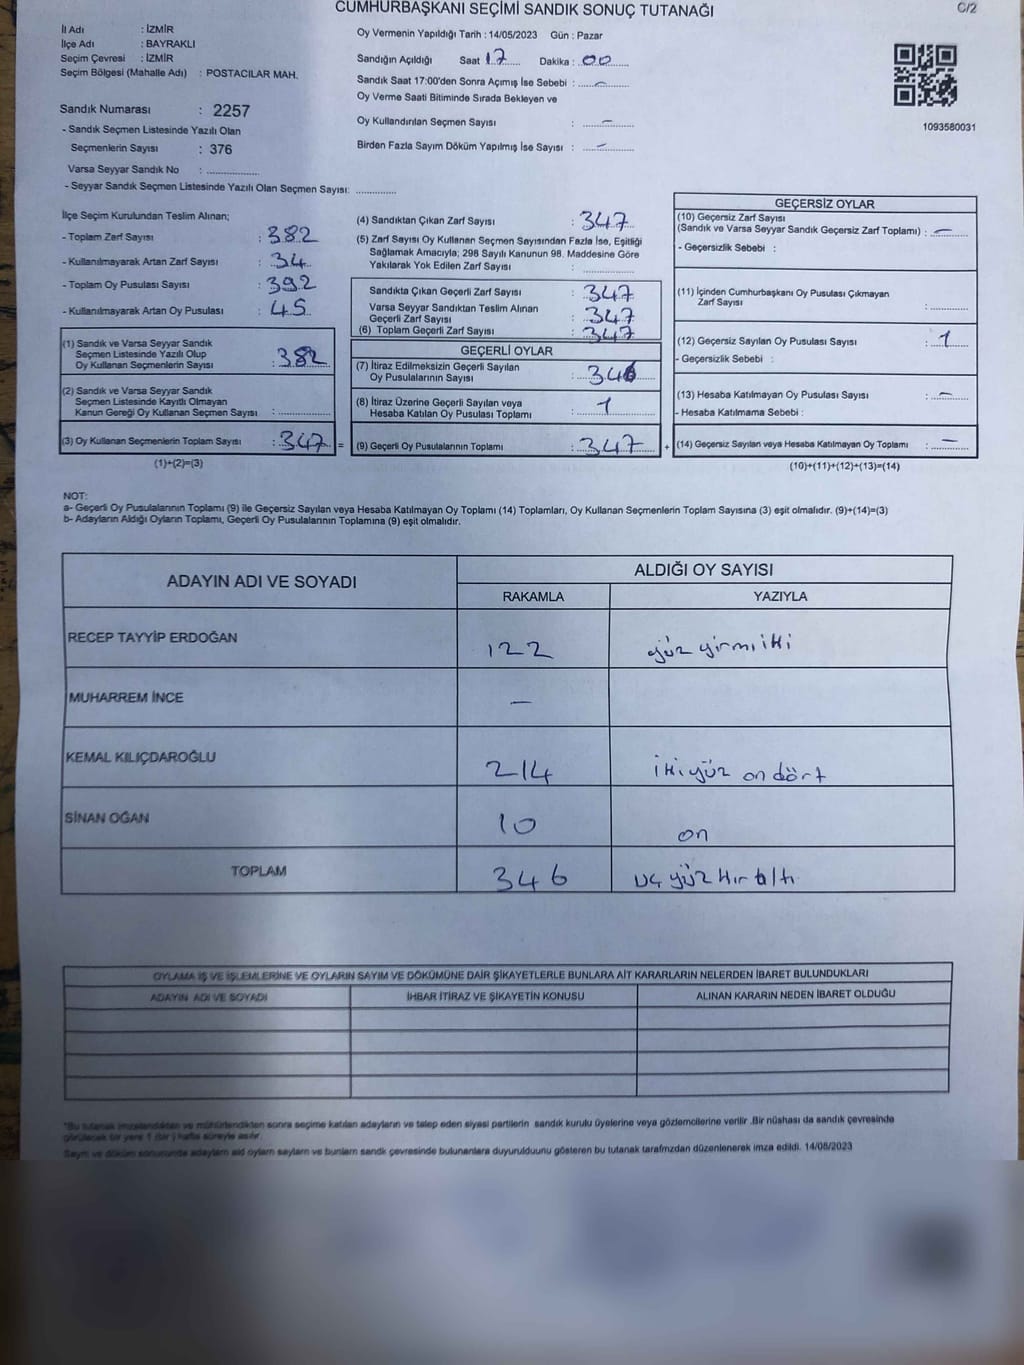 CUMHURBAŞKANI SEÇİMİ SANDIK SONUÇ TUTANAĞI
C/2
İl Adı : İZMİR
İlçe Adı : BAYRAKLI
Seçim Çevresi : İZMİR
Seçim Bölgesi (Mahalle Adı) : POSTACILAR MAH.
Sandık Numarası : 2257
- Sandık Seçmen Listesinde Yazılı Olan
Seçmenlerin Sayısı : 376
Varsa Seyyar Sandık No : ................
- Seyyar Sandık Seçmen Listesinde Yazılı Olan Seçmen Sayısı: ............
Oy Vermenin Yapıldığı Tarih : 14/05/2023 Gün : Pazar
Sandığın Açıldığı Saat 17 Dakika : 00
Sandık Saat 17:00'den Sonra Açımış İse Sebebi : —
Oy Verme Saati Bitiminde Sırada Bekleyen ve
Oy Kullandırılan Seçmen Sayısı : —
Birden Fazla Sayım Döküm Yapılmış İse Sayısı : —
1093580031
İlçe Seçim Kurulundan Teslim Alınan;
- Toplam Zarf Sayısı : 382
- Kullanılmayarak Artan Zarf Sayısı : 34
- Toplam Oy Pusulası Sayısı : 392
- Kullanılmayarak Artan Oy Pusulası : 45
(1) Sandık ve Varsa Seyyar Sandık
Seçmen Listesinde Yazılı Olup
Oy Kullanan Seçmenlerin Sayısı : 382
(2) Sandık ve Varsa Seyyar Sandık
Seçmen Listesinde Kayıtlı Olmayan
Kanun Gereği Oy Kullanan Seçmen Sayısı : ............
(3) Oy Kullanan Seçmenlerin Toplam Sayısı : 347 =
(1)+(2)=(3)
(4) Sandıktan Çıkan Zarf Sayısı : 347
(5) Zarf Sayısı Oy Kullanan Seçmen Sayısından Fazla İse, Eşitliği
Sağlamak Amacıyla; 298 Sayılı Kanunun 98. Maddesine Göre
Yakılarak Yok Edilen Zarf Sayısı : ............
Sandıkta Çıkan Geçerli Zarf Sayısı : 347
Varsa Seyyar Sandıktan Teslim Alınan
Geçerli Zarf Sayısı : 347
(6) Toplam Geçerli Zarf Sayısı : 347
GEÇERLİ OYLAR
(7) İtiraz Edilmeksizin Geçerli Sayılan
Oy Pusulalarının Sayısı : 346
(8) İtiraz Üzerine Geçerli Sayılan veya
Hesaba Katılan Oy Pusulası Toplamı : 1
(9) Geçerli Oy Pusulalarının Toplamı : 347 +
GEÇERSİZ OYLAR
(10) Geçersiz Zarf Sayısı
(Sandık ve Varsa Seyyar Sandık Geçersiz Zarf Toplamı) : —
- Geçersizlik Sebebi :
(11) İçinden Cumhurbaşkanı Oy Pusulası Çıkmayan
Zarf Sayısı : ............
(12) Geçersiz Sayılan Oy Pusulası Sayısı : 1
- Geçersizlik Sebebi :
(13) Hesaba Katılmayan Oy Pusulası Sayısı : —
- Hesaba Katılmama Sebebi :
(14) Geçersiz Sayılan veya Hesaba Katılmayan Oy Toplamı : —
(10)+(11)+(12)+(13)=(14)
NOT:
a- Geçerli Oy Pusulalarının Toplamı (9) ile Geçersiz Sayılan veya Hesaba Katılmayan Oy Toplamı (14) Toplamları, Oy Kullanan Seçmenlerin Toplam Sayısına (3) eşit olmalıdır. (9)+(14)=(3)
b- Adayların Aldığı Oyların Toplamı, Geçerli Oy Pusulalarının Toplamına (9) eşit olmalıdır.
ADAYIN ADI VE SOYADI
ALDIĞI OY SAYISI
RAKAMLA YAZIYLA
RECEP TAYYİP ERDOĞAN 122 yüz yirmi iki
MUHARREM İNCE —
KEMAL KILIÇDAROĞLU 214 ikiyüz on dört
SİNAN OĞAN 10 on
TOPLAM 346 üç yüz kırk altı
OYLAMA İŞ VE İŞLEMLERİNE VE OYLARIN SAYIM VE DÖKÜMÜNE DAİR ŞİKAYETLERLE BUNLARA AİT KARARLARIN NELERDEN İBARET BULUNDUKLARI
ADAYIN ADI VE SOYADI İHBAR İTİRAZ VE ŞİKAYETİN KONUSU ALINAN KARARIN NEDEN İBARET OLDUĞU
"Bu tutanak imzalandıktan ve mühürlendikten sonra seçime katılan adayların ve talep eden siyasi partilerin sandık kurulu üyelerine veya gözlemcilerine verilir .Bir nüshası da sandık çevresinde
görülecek bir yere 1 (bir) hafta süreyle asılır.
Sayım ve döküm sonucunda adayların oyların ve bunların sandık çevresinde bulunanlara duyurulduğunu gösteren bu tutanak düzenlenerek imza edildi. 14/05/2023